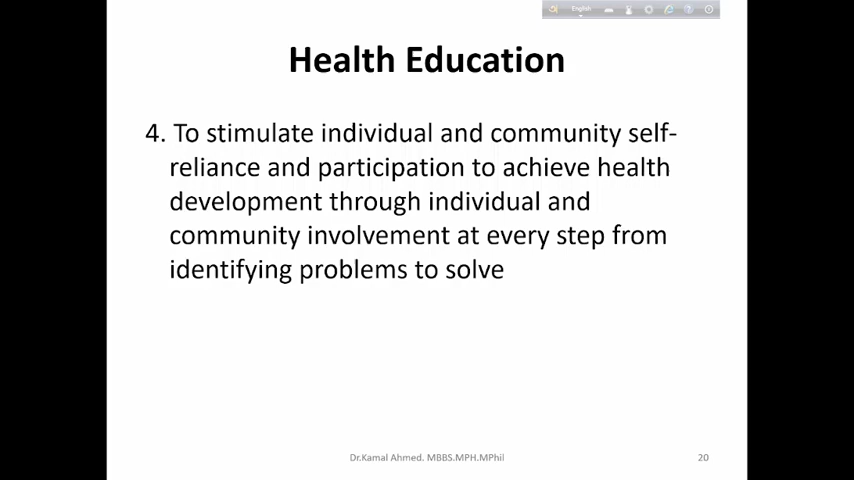 English
Health Education
4. To stimulate individual and community self-
reliance and participation to achieve health
development through individual and
community involvement at every step from
identifying problems to solve
Dr.Kamal Ahmed. MBBS.MPH.MPhil
20